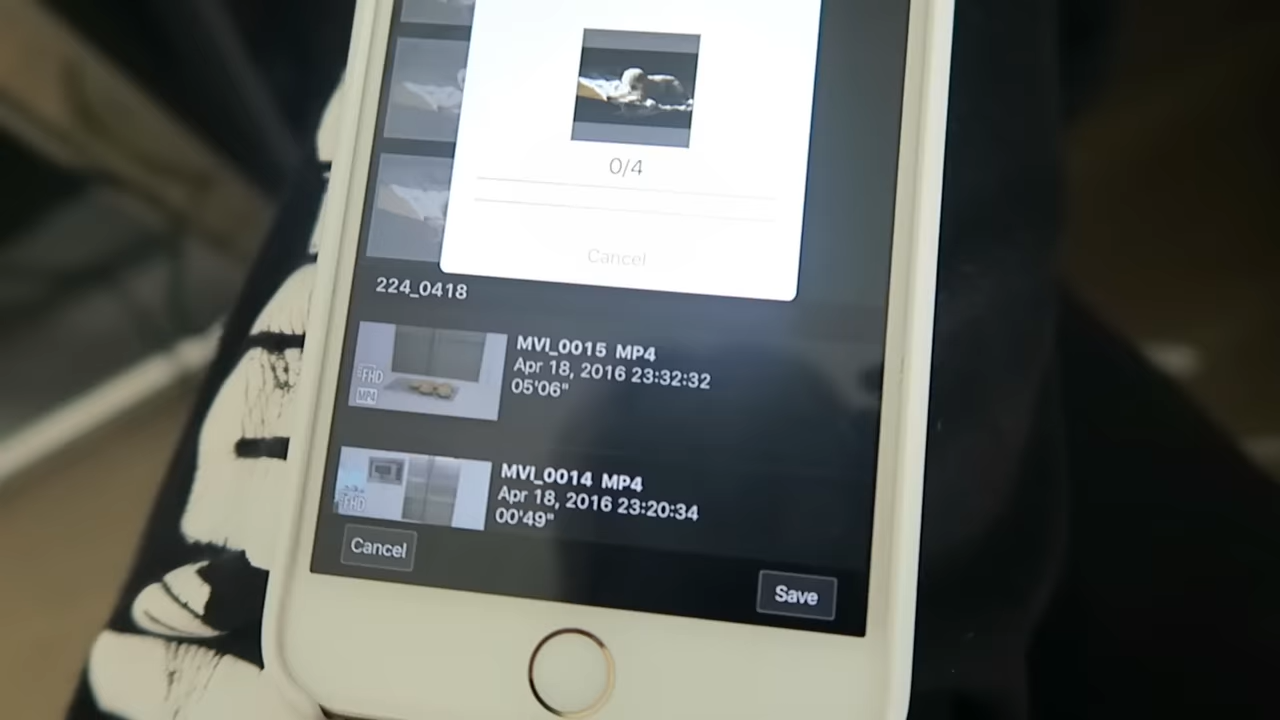 0/4
Cancel
224_0418
MVI_0015 MP4
Apr 18, 2016 23:32:32
05'06"
FHD
MP4
MVI_0014 MP4
Apr 18, 2016 23:20:34
00'49"
FHD
Cancel
Save